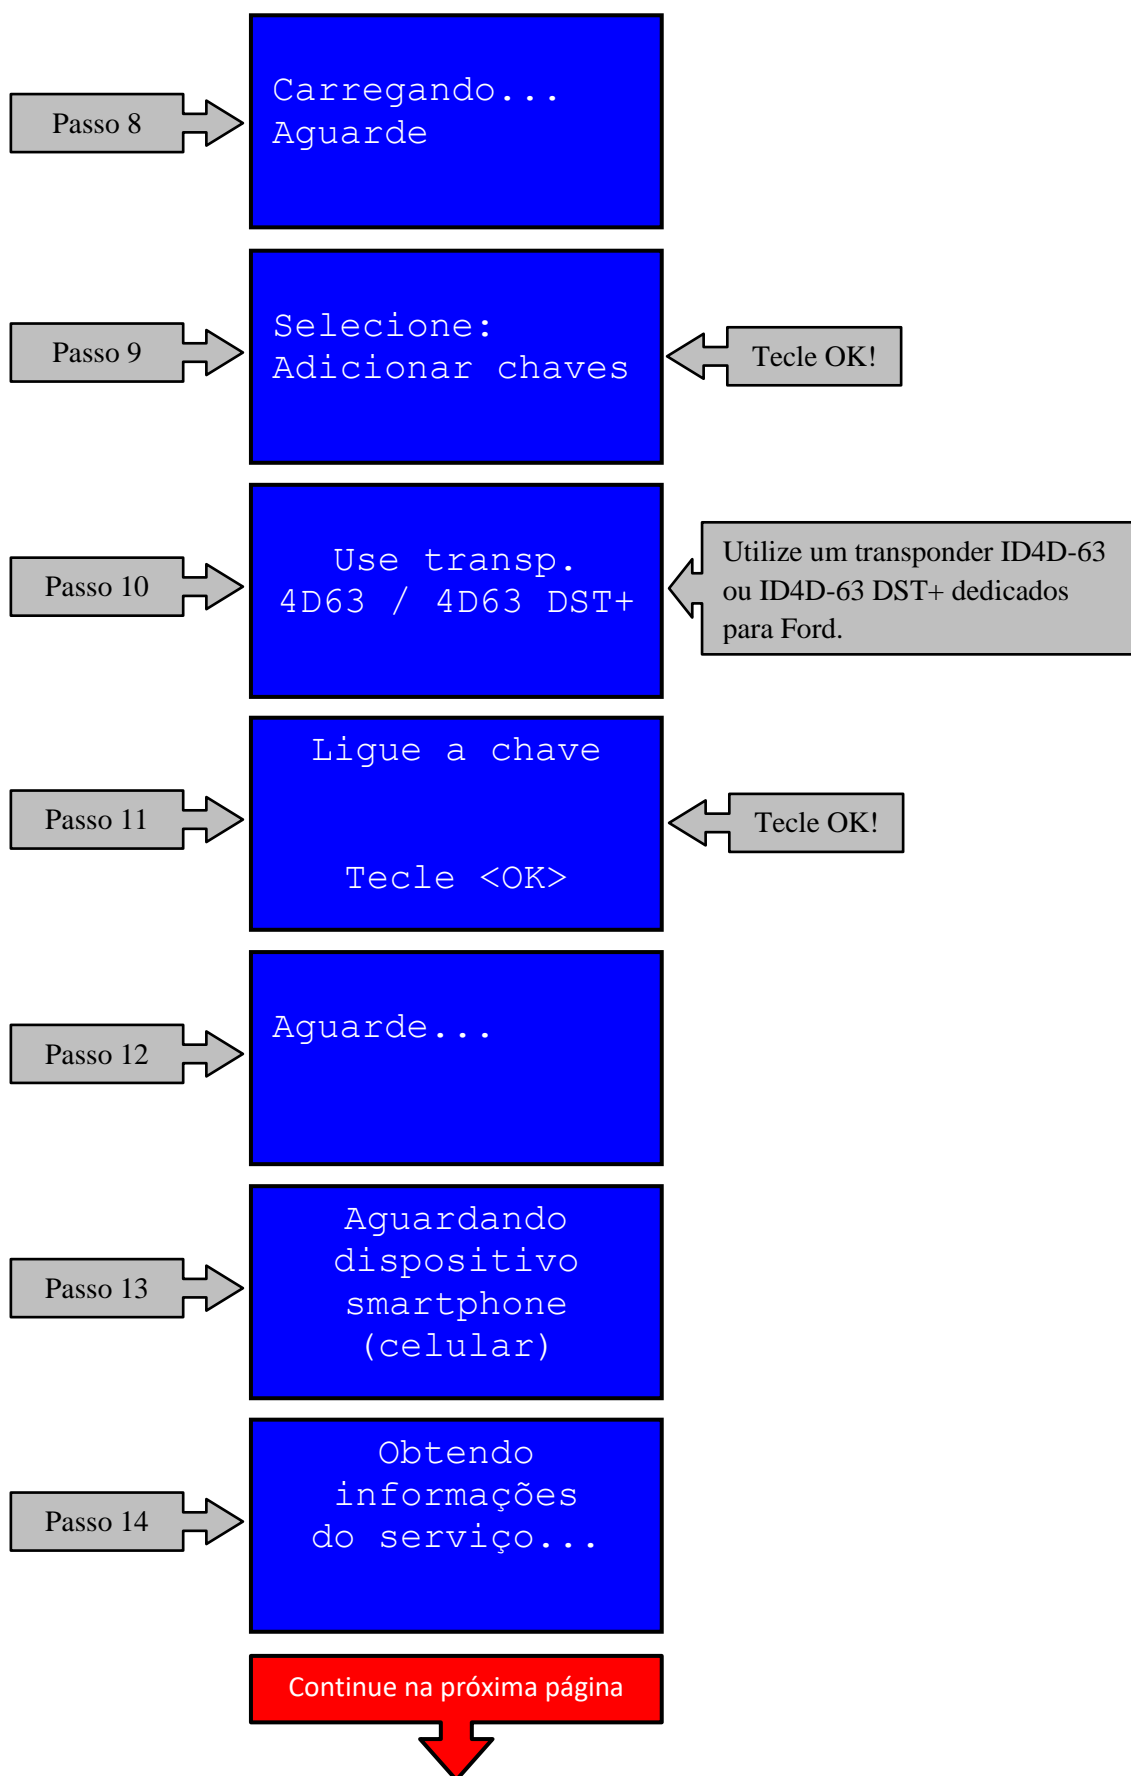 Passo 8
Carregando...
Aguarde
Passo 9
Selecione:
Adicionar chaves
Tecle OK!
Passo 10
Use transp.
4D63 / 4D63 DST+
Utilize um transponder ID4D-63
ou ID4D-63 DST+ dedicados
para Ford.
Passo 11
Ligue a chave
Tecle <OK>
Tecle OK!
Passo 12
Aguarde...
Passo 13
Aguardando
dispositivo
smartphone
(celular)
Passo 14
Obtendo
informações
do serviço...
Continue na próxima página